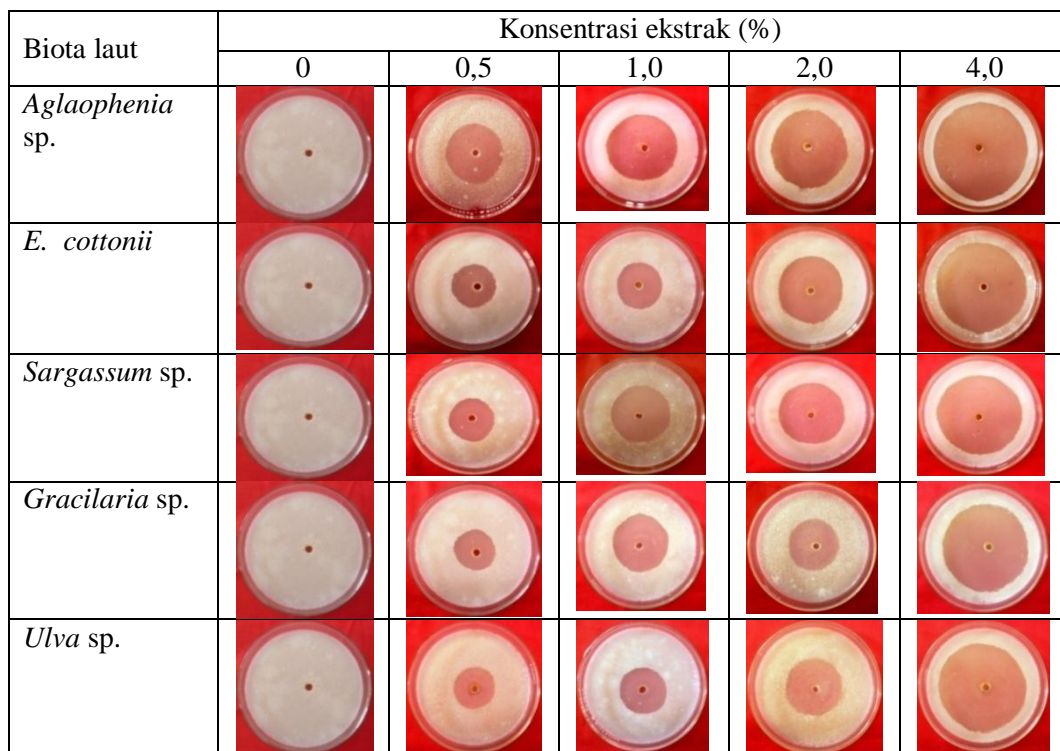 Biota laut
Konsentrasi ekstrak (%)
0
0,5
1,0
2,0
4,0
Aglaophenia
sp.
E. cottonii
Sargassum sp.
Gracilaria sp.
Ulva sp.